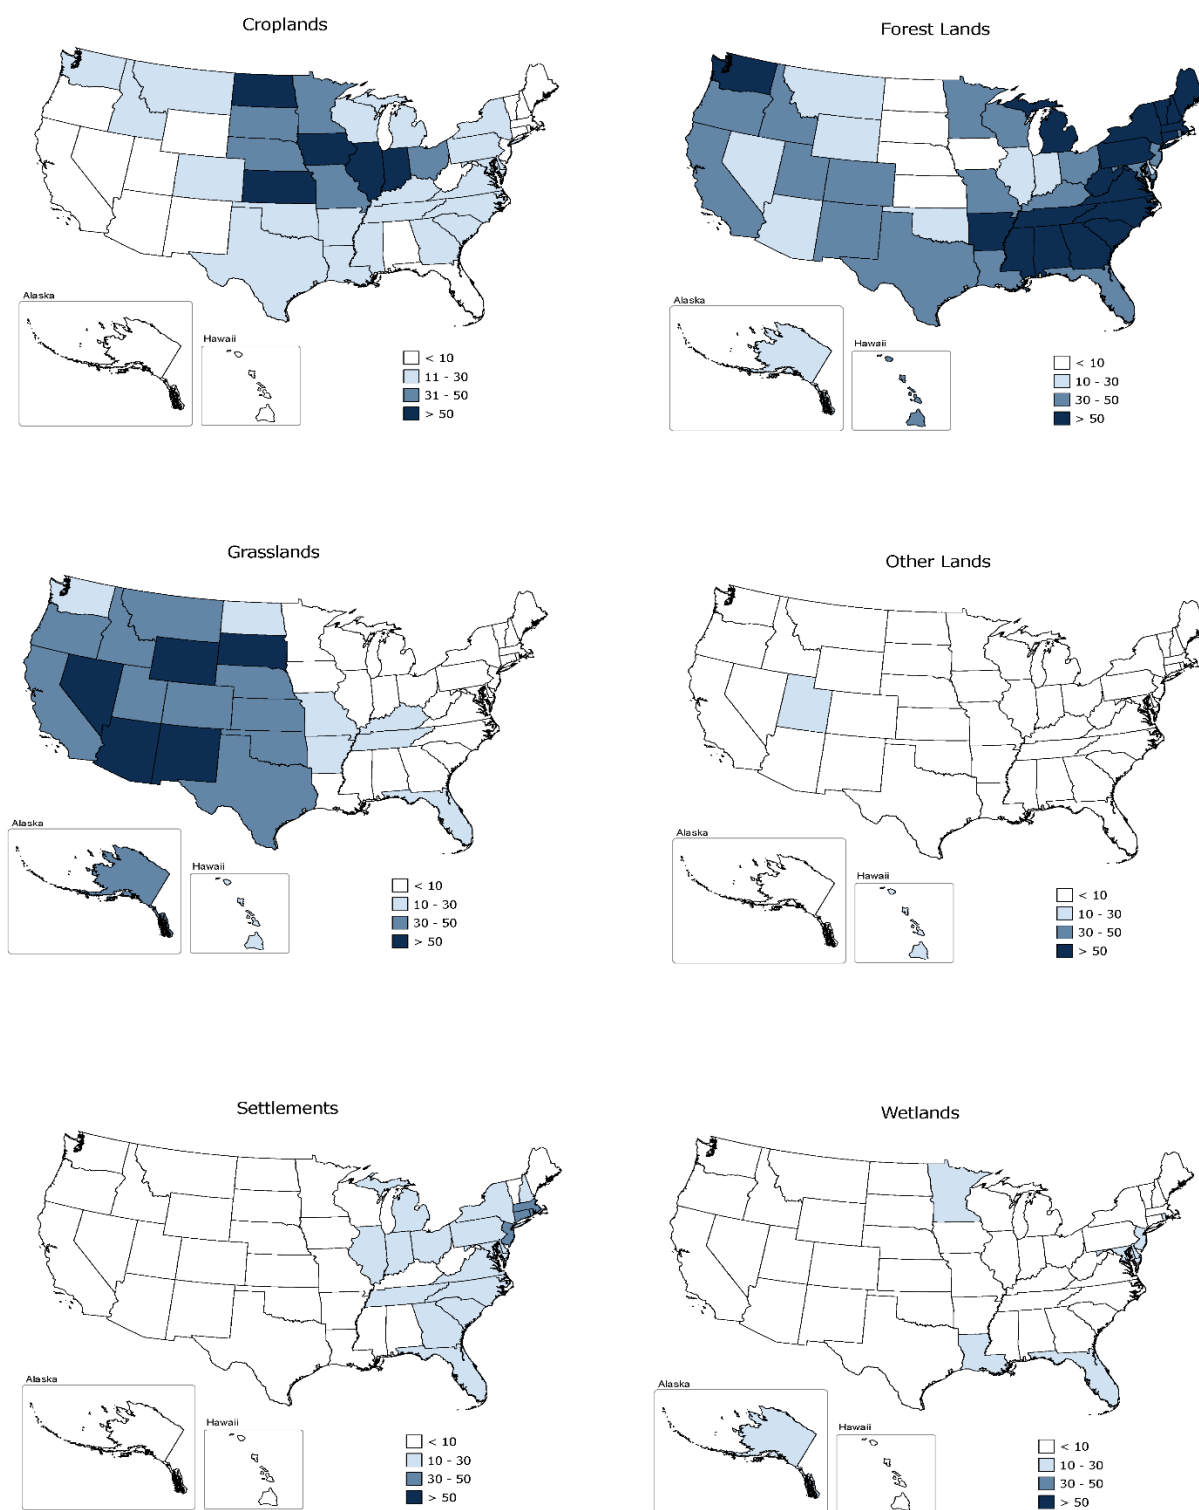 Croplands
Alaska
Hawaii
< 10
11 - 30
31 - 50
> 50
Forest Lands
Alaska
Hawaii
< 10
10 - 30
30 - 50
> 50
Grasslands
Alaska
Hawaii
< 10
10 - 30
30 - 50
> 50
Other Lands
Alaska
Hawaii
< 10
10 - 30
30 - 50
> 50
Settlements
Alaska
Hawaii
< 10
10 - 30
30 - 50
> 50
Wetlands
Alaska
Hawaii
< 10
10 - 30
30 - 50
> 50